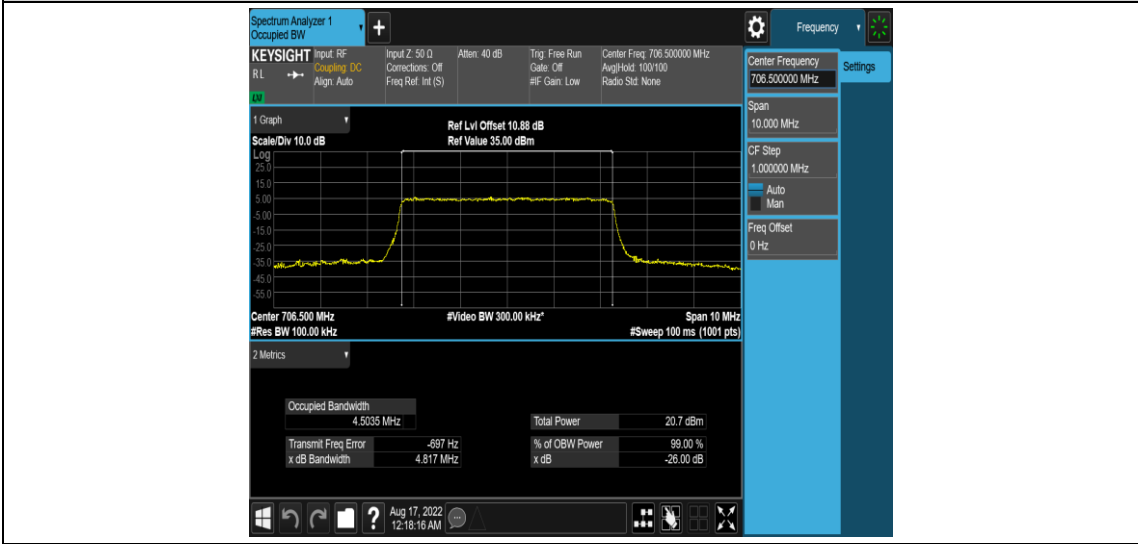 Spectrum Analyzer 1
Occupied BW
+
Frequency
KEYSIGHT
RL
LNI
Input: RF
Coupling: DC
Align: Auto
Input Z: 50 Ω
Corrections: Off
Freq Ref: Int (S)
Atten: 40 dB
Trig: Free Run
Gate: Off
#IF Gain: Low
Center Freq: 706.500000 MHz
Avg|Hold: 100/100
Radio Std: None
Center Frequency
706.500000 MHz
Settings
Span
10.000 MHz
CF Step
1.000000 MHz
Auto
Man
Freq Offset
0 Hz
1 Graph
Scale/Div 10.0 dB
Ref Lvl Offset 10.88 dB
Ref Value 35.00 dBm
Log
25.0
15.0
5.00
-5.00
-15.0
-25.0
-35.0
-45.0
-55.0
Center 706.500 MHz
#Video BW 300.00 kHz*
Span 10 MHz
#Res BW 100.00 kHz
#Sweep 100 ms (1001 pts)
2 Metrics
Occupied Bandwidth
4.5035 MHz
Total Power 20.7 dBm
Transmit Freq Error -697 Hz
% of OBW Power 99.00 %
x dB Bandwidth 4.817 MHz
x dB -26.00 dB
?
Aug 17, 2022
12:18:16 AM